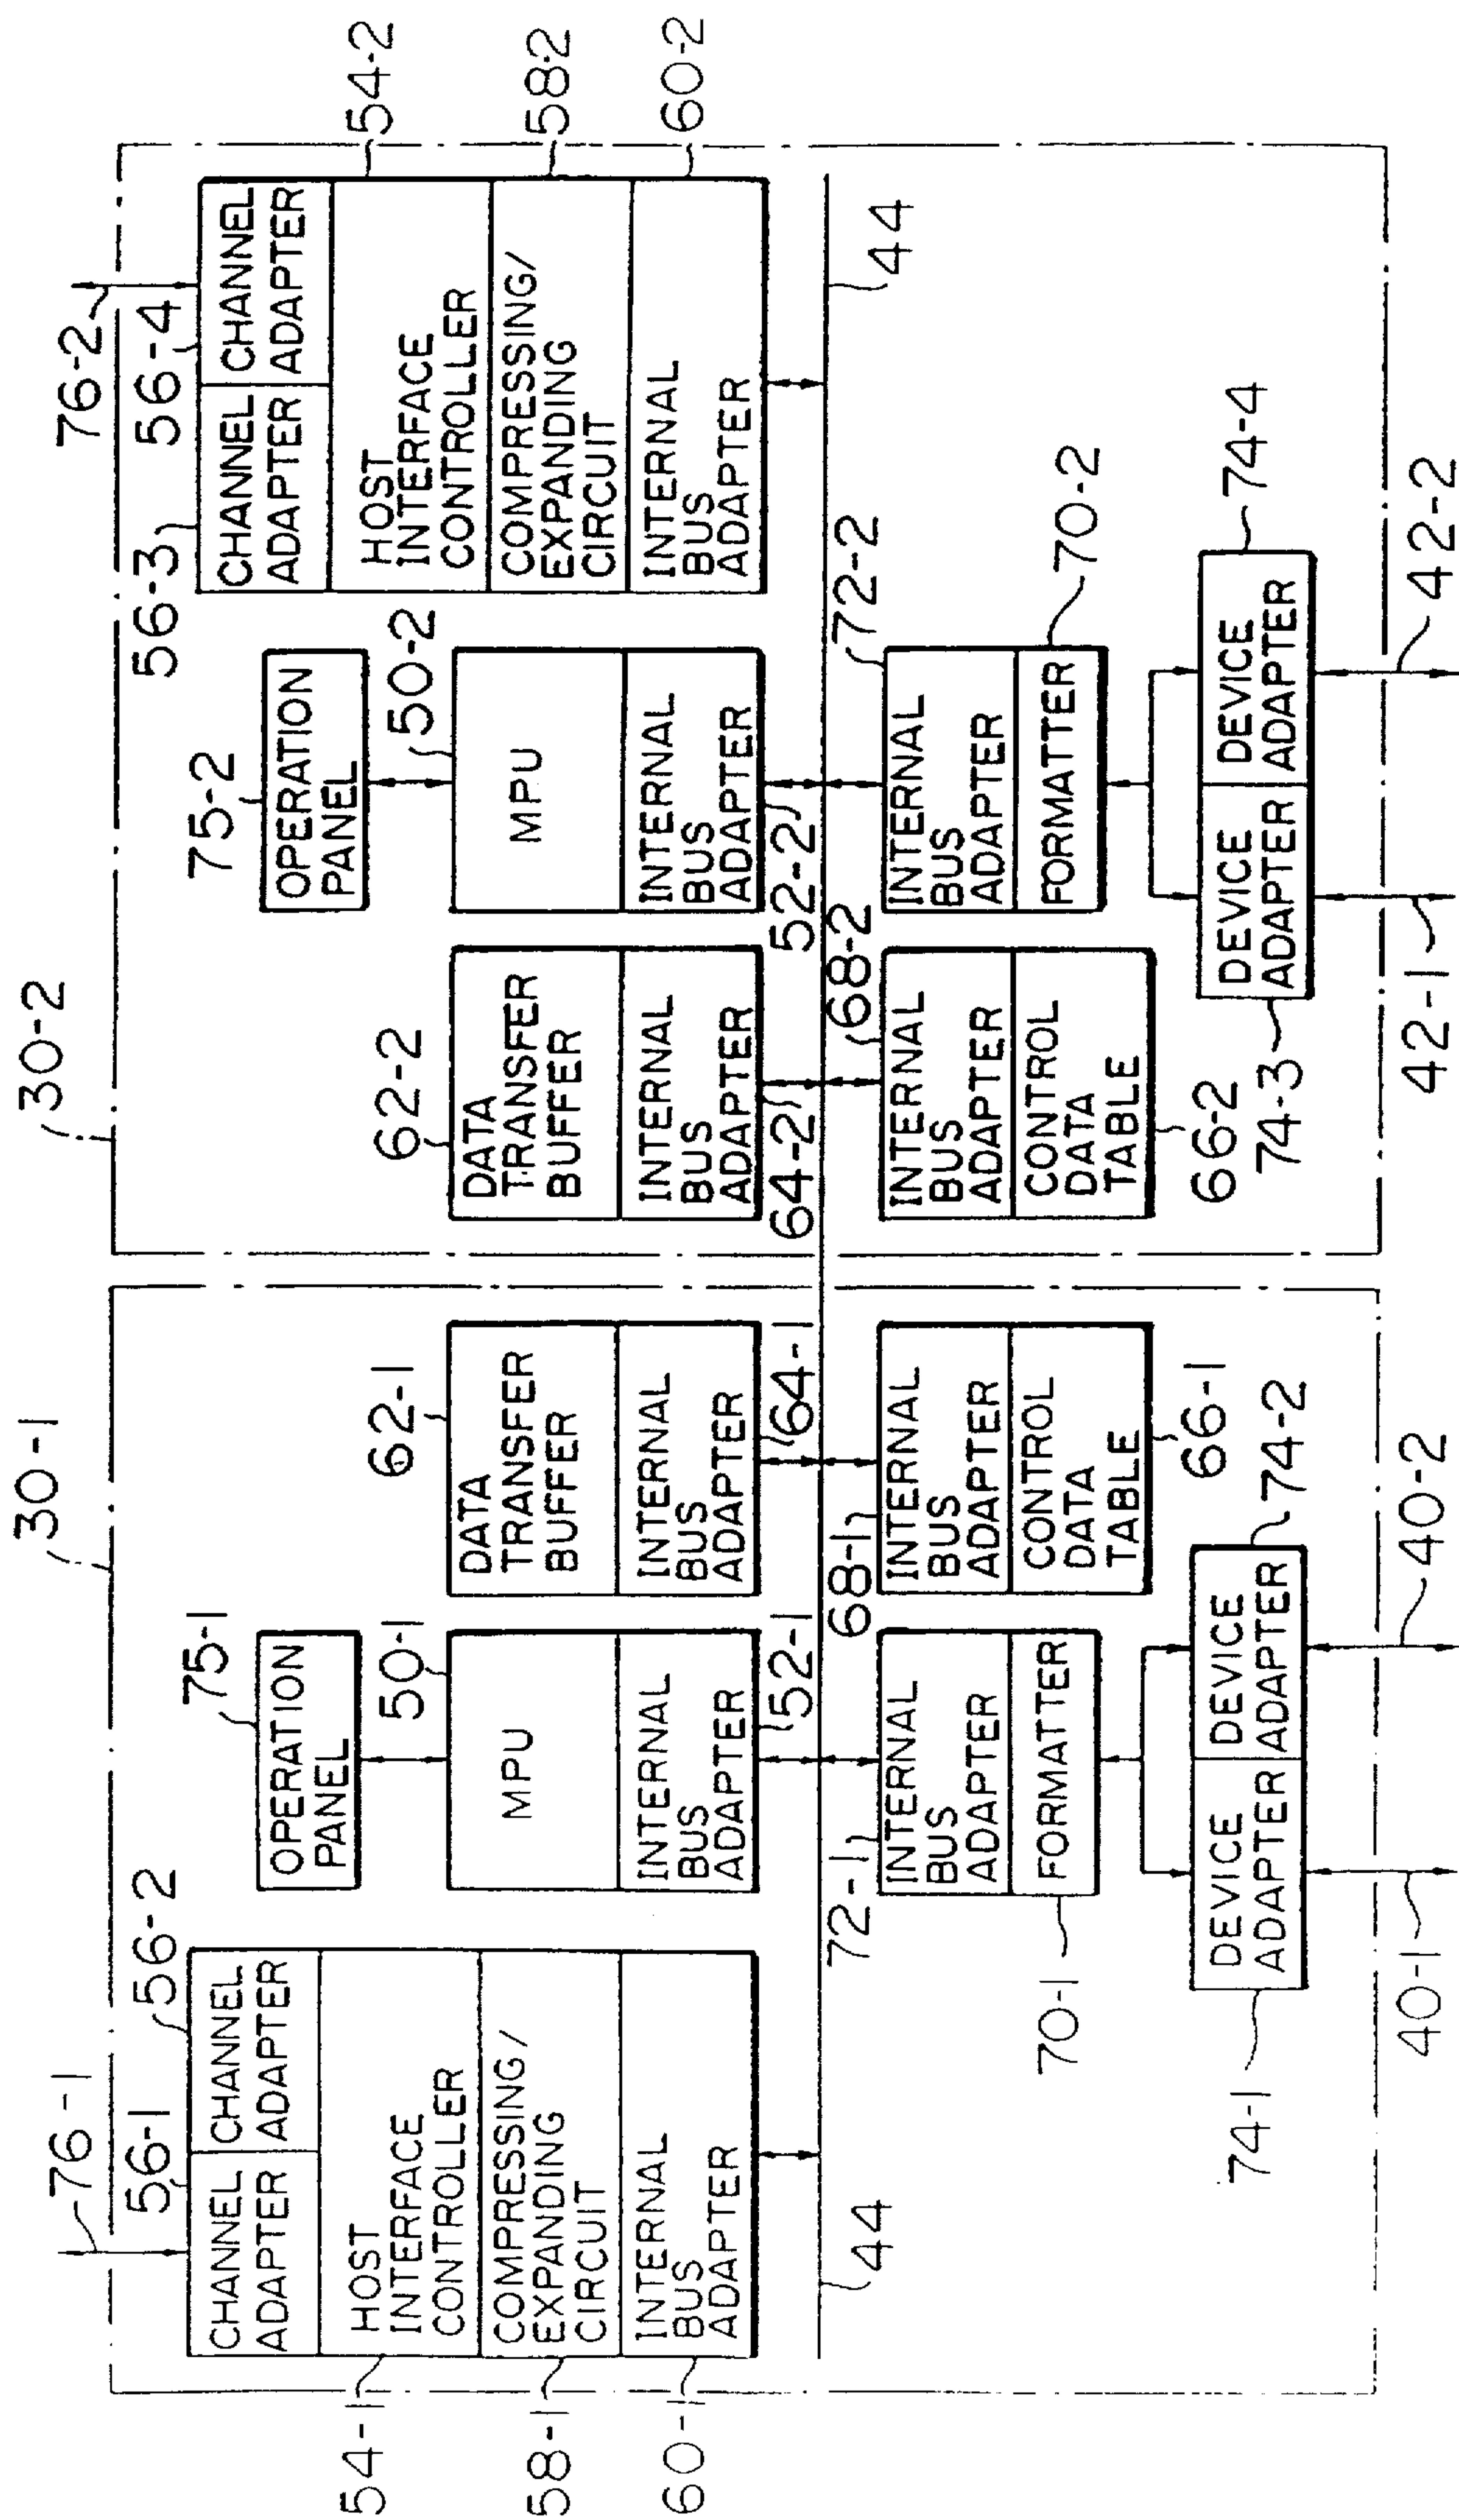 30-1
30-2
76-1
76-2
56-1
56-2
56-3
56-4
CHANNEL
ADAPTER
CHANNEL
ADAPTER
HOST
INTERFACE
CONTROLLER
COMPRESSING/
EXPANDING
CIRCUIT
INTERNAL
BUS
ADAPTER
54-1
58-1
60-1
44
75-1
OPERATION
PANEL
50-1
MPU
INTERNAL
BUS
ADAPTER
52-1
62-1
DATA
TRANSFER
BUFFER
INTERNAL
BUS
ADAPTER
64-1
72-1
INTERNAL
BUS
ADAPTER
FORMATTER
70-1
68-1
INTERNAL
BUS
ADAPTER
CONTROL
DATA
TABLE
66-1
DEVICE
ADAPTER
DEVICE
ADAPTER
74-1
74-2
40-1
40-2
62-2
DATA
TRANSFER
BUFFER
INTERNAL
BUS
ADAPTER
64-2
75-2
OPERATION
PANEL
50-2
MPU
INTERNAL
BUS
ADAPTER
52-2
CHANNEL
ADAPTER
CHANNEL
ADAPTER
HOST
INTERFACE
CONTROLLER
COMPRESSING/
EXPANDING
CIRCUIT
INTERNAL
BUS
ADAPTER
54-2
58-2
60-2
44
68-2
INTERNAL
BUS
ADAPTER
CONTROL
DATA
TABLE
66-2
72-2
INTERNAL
BUS
ADAPTER
FORMATTER
70-2
DEVICE
ADAPTER
DEVICE
ADAPTER
74-3
74-4
42-1
42-2